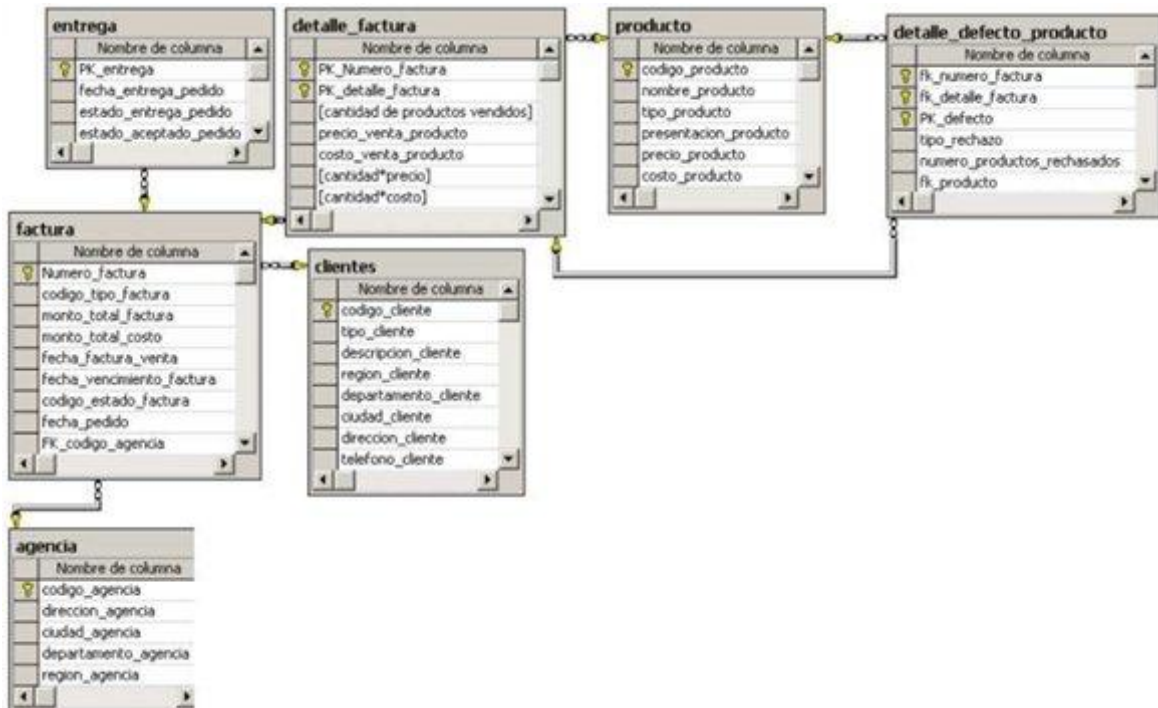 entrega
Nombre de columna
PK_entrega
fecha_entrega_pedido
estado_entrega_pedido
estado_aceptado_pedido
detalle_factura
Nombre de columna
PK_Numero_factura
PK_detalle_factura
[cantidad de productos vendidos]
precio_venta_producto
costo_venta_producto
[cantidad*precio]
[cantidad*costo]
producto
Nombre de columna
codigo_producto
nombre_producto
tipo_producto
presentacion_producto
precio_producto
costo_producto
detalle_defecto_producto
Nombre de columna
fk_numero_factura
fk_detalle_factura
PK_defecto
tipo_rechazo
numero_productos_rechasados
fk_producto
factura
Nombre de columna
Numero_factura
codigo_tipo_factura
monto_total_factura
monto_total_costo
fecha_factura_venta
fecha_vencimiento_factura
codigo_estado_factura
fecha_pedido
FK_codigo_agencia
clientes
Nombre de columna
codigo_cliente
tipo_cliente
descripcion_cliente
region_cliente
departamento_cliente
ciudad_cliente
direccion_cliente
telefono_cliente
agencia
Nombre de columna
codigo_agencia
direccion_agencia
ciudad_agencia
departamento_agencia
region_agencia